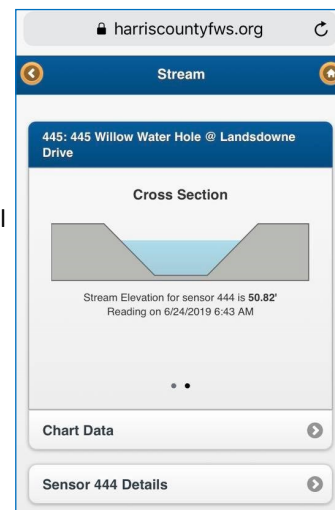 harriscountyfws.org
Stream
445: 445 Willow Water Hole @ Landsdowne
Drive
Cross Section
Stream Elevation for sensor 444 is 50.82'
Reading on 6/24/2019 6:43 AM
Chart Data
Sensor 444 Details